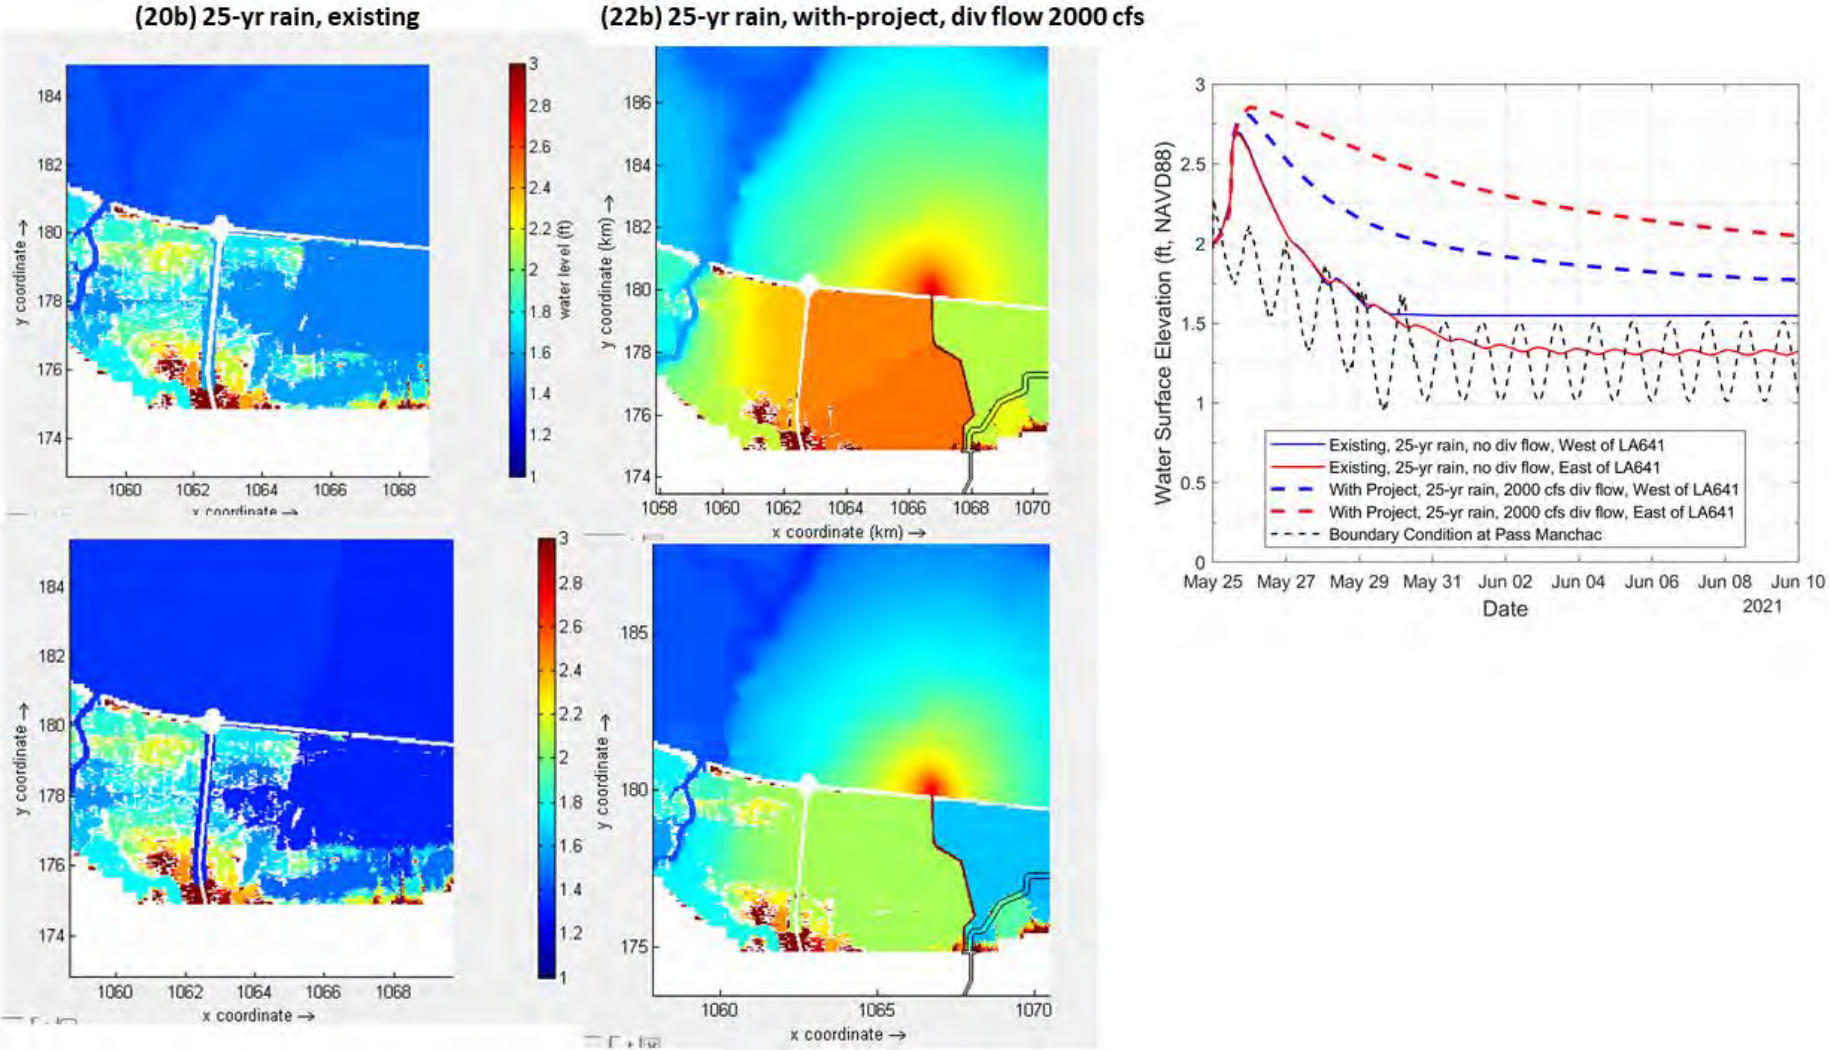 (20b) 25-yr rain, existing
(22b) 25-yr rain, with-project, div flow 2000 cfs
184
182
180
178
176
174
y coordinate →
1060 1062 1064 1066 1068
x coordinate →
3
2.8
2.6
2.4
2.2
2
1.8
1.6
1.4
1.2
1
water level (ft)
186
184
182
180
178
176
174
y coordinate (km) →
1058 1060 1062 1064 1066 1068 1070
x coordinate (km) →
3
2.5
2
1.5
1
0.5
0
Water Surface Elevation (ft, NAVD88)
Existing, 25-yr rain, no div flow, West of LA641
Existing, 25-yr rain, no div flow, East of LA641
With Project, 25-yr rain, 2000 cfs div flow, West of LA641
With Project, 25-yr rain, 2000 cfs div flow, East of LA641
Boundary Condition at Pass Manchac
May 25 May 27 May 29 May 31 Jun 02 Jun 04 Jun 06 Jun 08 Jun 10
Date
2021
184
182
180
178
176
174
y coordinate →
1060 1062 1064 1066 1068
x coordinate →
3
2.8
2.6
2.4
2.2
2
1.8
1.6
1.4
1.2
1
185
180
175
y coordinate →
1060 1065 1070
x coordinate →